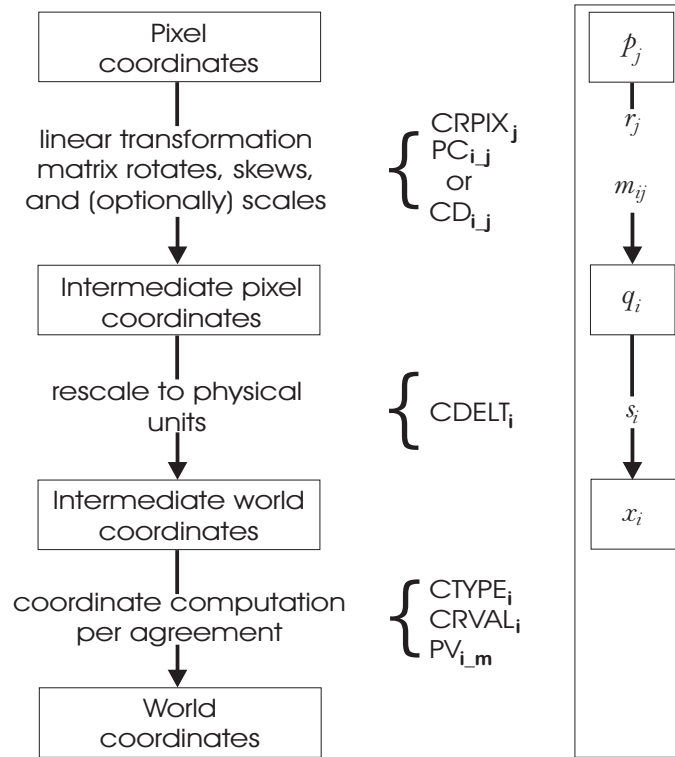 Pixel
coordinates
linear transformation
matrix rotates, skews,
and (optionally) scales
CRPIXj
PCi_j
or
CDi_j
Intermediate pixel
coordinates
rescale to physical
units
CDELTi
Intermediate world
coordinates
coordinate computation
per agreement
CTYPEi
CRVALi
PVi_m
World
coordinates
pj
rj
mij
qi
si
xi